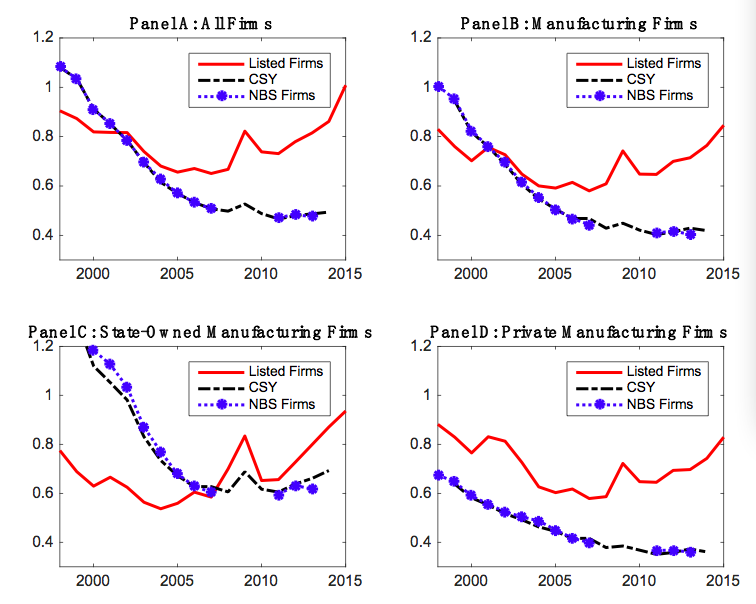 Panel A: All Firms
1.2
1
0.8
0.6
0.4
2000 2005 2010 2015
Listed Firms
CSY
NBS Firms
Panel B: Manufacturing Firms
1.2
1
0.8
0.6
0.4
2000 2005 2010 2015
Listed Firms
CSY
NBS Firms
Panel C: State-Owned Manufacturing Firms
1.2
1
0.8
0.6
0.4
2000 2005 2010 2015
Listed Firms
CSY
NBS Firms
Panel D: Private Manufacturing Firms
1.2
1
0.8
0.6
0.4
2000 2005 2010 2015
Listed Firms
CSY
NBS Firms